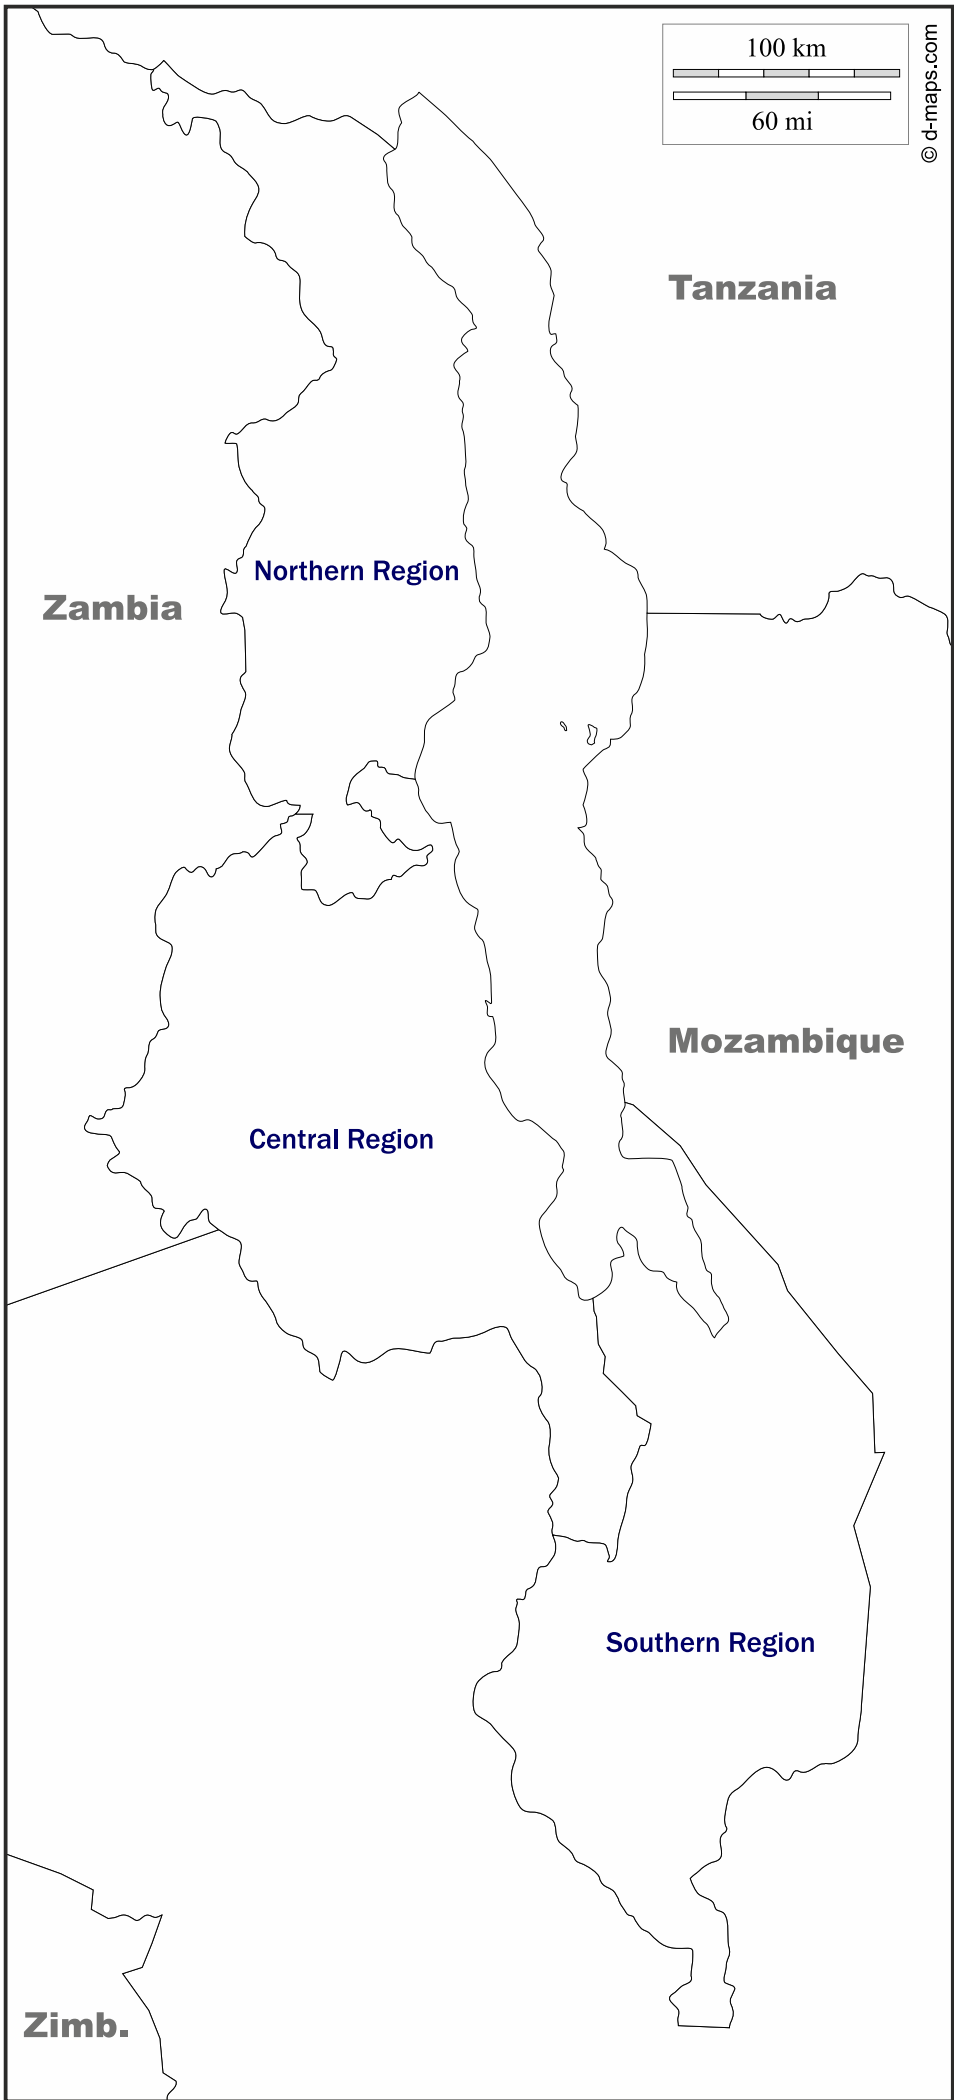 100 km
60 mi
© d-maps.com
Tanzania
Northern Region
Zambia
Mozambique
Central Region
Southern Region
Zimb.